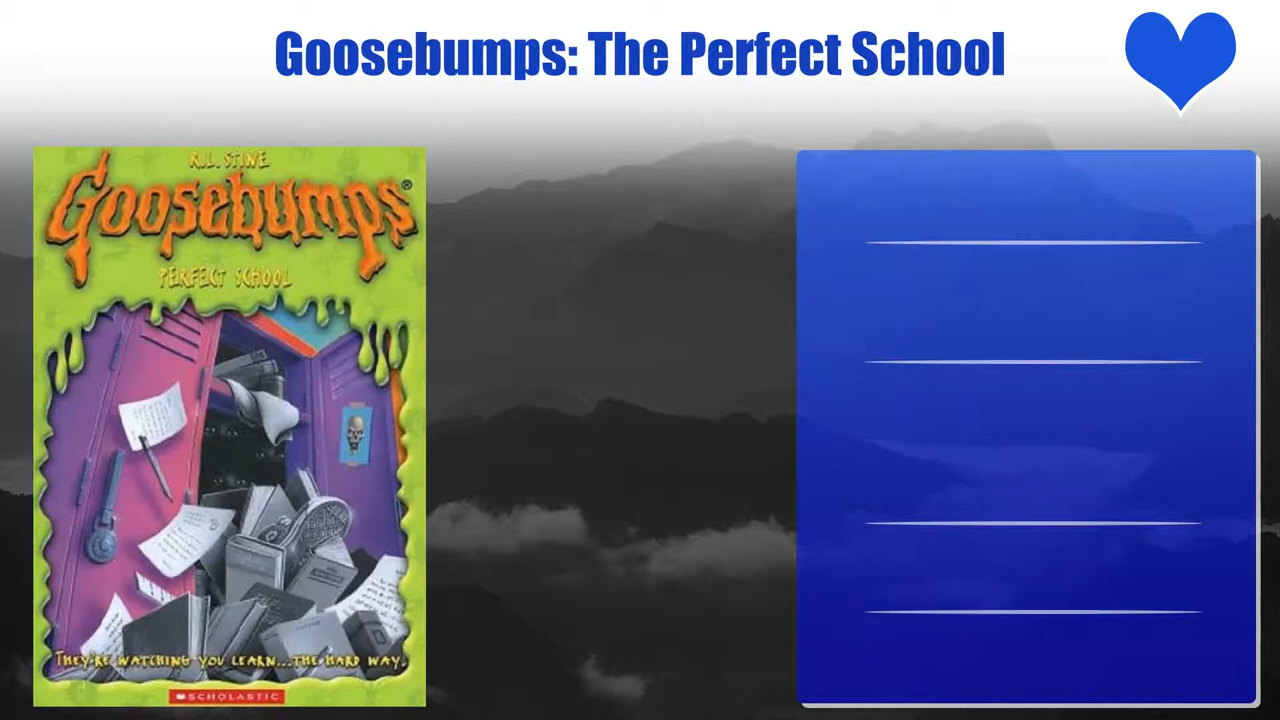 Goosebumps: The Perfect School
R.L. STINE
Goosebumps®
PERFECT SCHOOL
THEY'RE WATCHING YOU LEARN...THE HARD WAY.
SCHOLASTIC